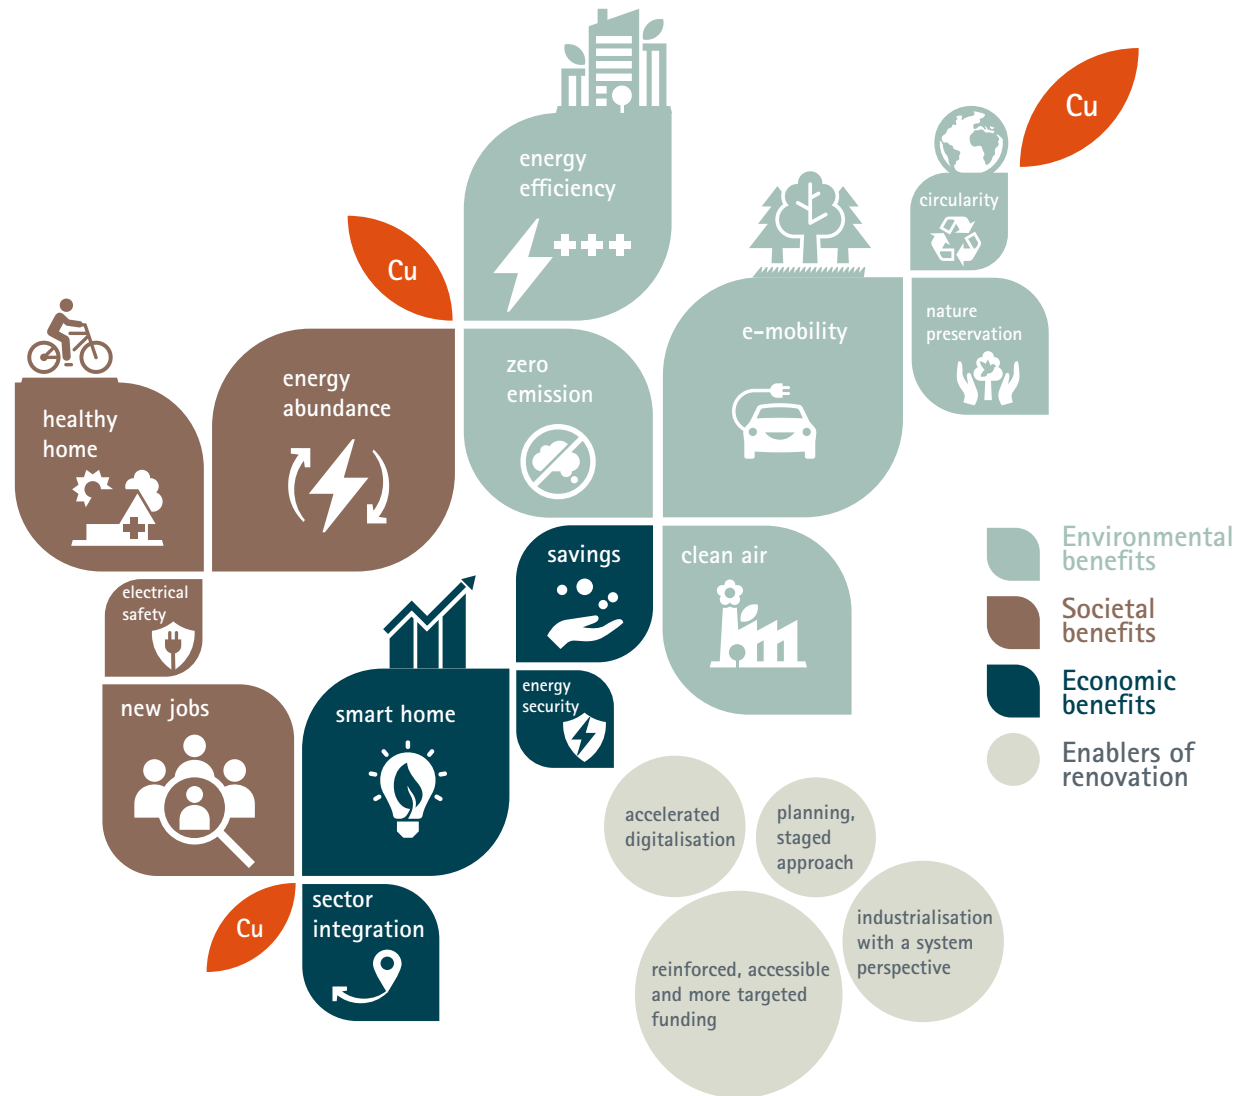 energy
efficiency
Cu
circularity
Cu
nature
preservation
e-mobility
zero
emission
energy
abundance
healthy
home
electrical
safety
new jobs
smart home
savings
energy
security
clean air
sector
integration
Cu
Environmental
benefits
Societal
benefits
Economic
benefits
Enablers of
renovation
accelerated
digitalisation
planning,
staged
approach
industrialisation
with a system
perspective
reinforced, accessible
and more targeted
funding